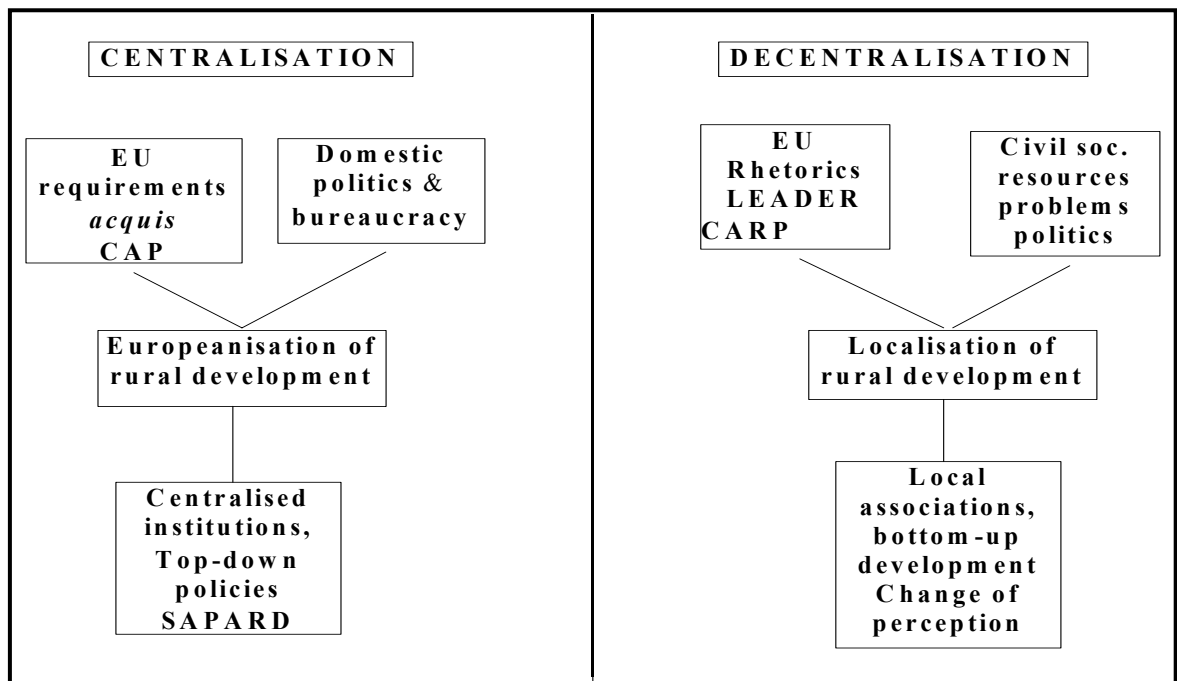 CENTRALISATION
EU
requirements
acquis
CAP
Domestic
politics &
bureaucracy
Europeanisation of
rural development
Centralised
institutions,
Top-down
policies
SAPARD
DECENTRALISATION
EU
Rhetorics
LEADER
CARP
Civil soc.
resources
problems
politics
Localisation of
rural development
Local
associations,
bottom-up
development
Change of
perception